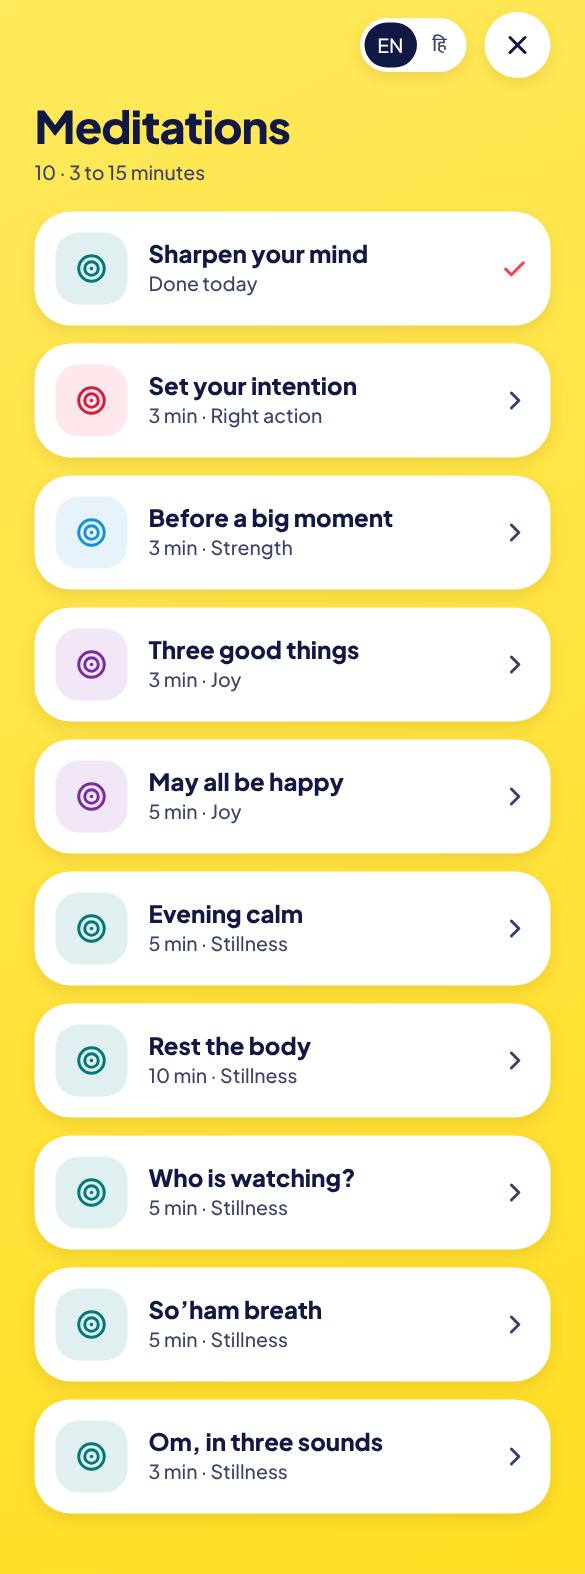 EN हि
Meditations
10 · 3 to 15 minutes
Sharpen your mind
Done today
Set your intention
3 min · Right action
Before a big moment
3 min · Strength
Three good things
3 min · Joy
May all be happy
5 min · Joy
Evening calm
5 min · Stillness
Rest the body
10 min · Stillness
Who is watching?
5 min · Stillness
So’ham breath
5 min · Stillness
Om, in three sounds
3 min · Stillness